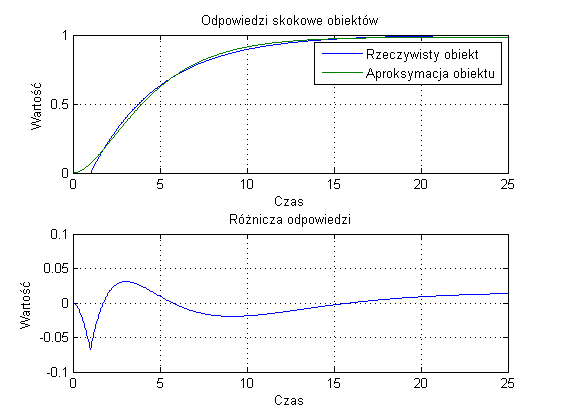 Odpowiedzi skokowe obiektów
1
0.5
0
Wartość
Rzeczywisty obiekt
Aproksymacja obiektu
0 5 10 15 20 25
Czas
Różnicza odpowiedzi
0.1
0.05
0
-0.05
-0.1
Wartość
0 5 10 15 20 25
Czas